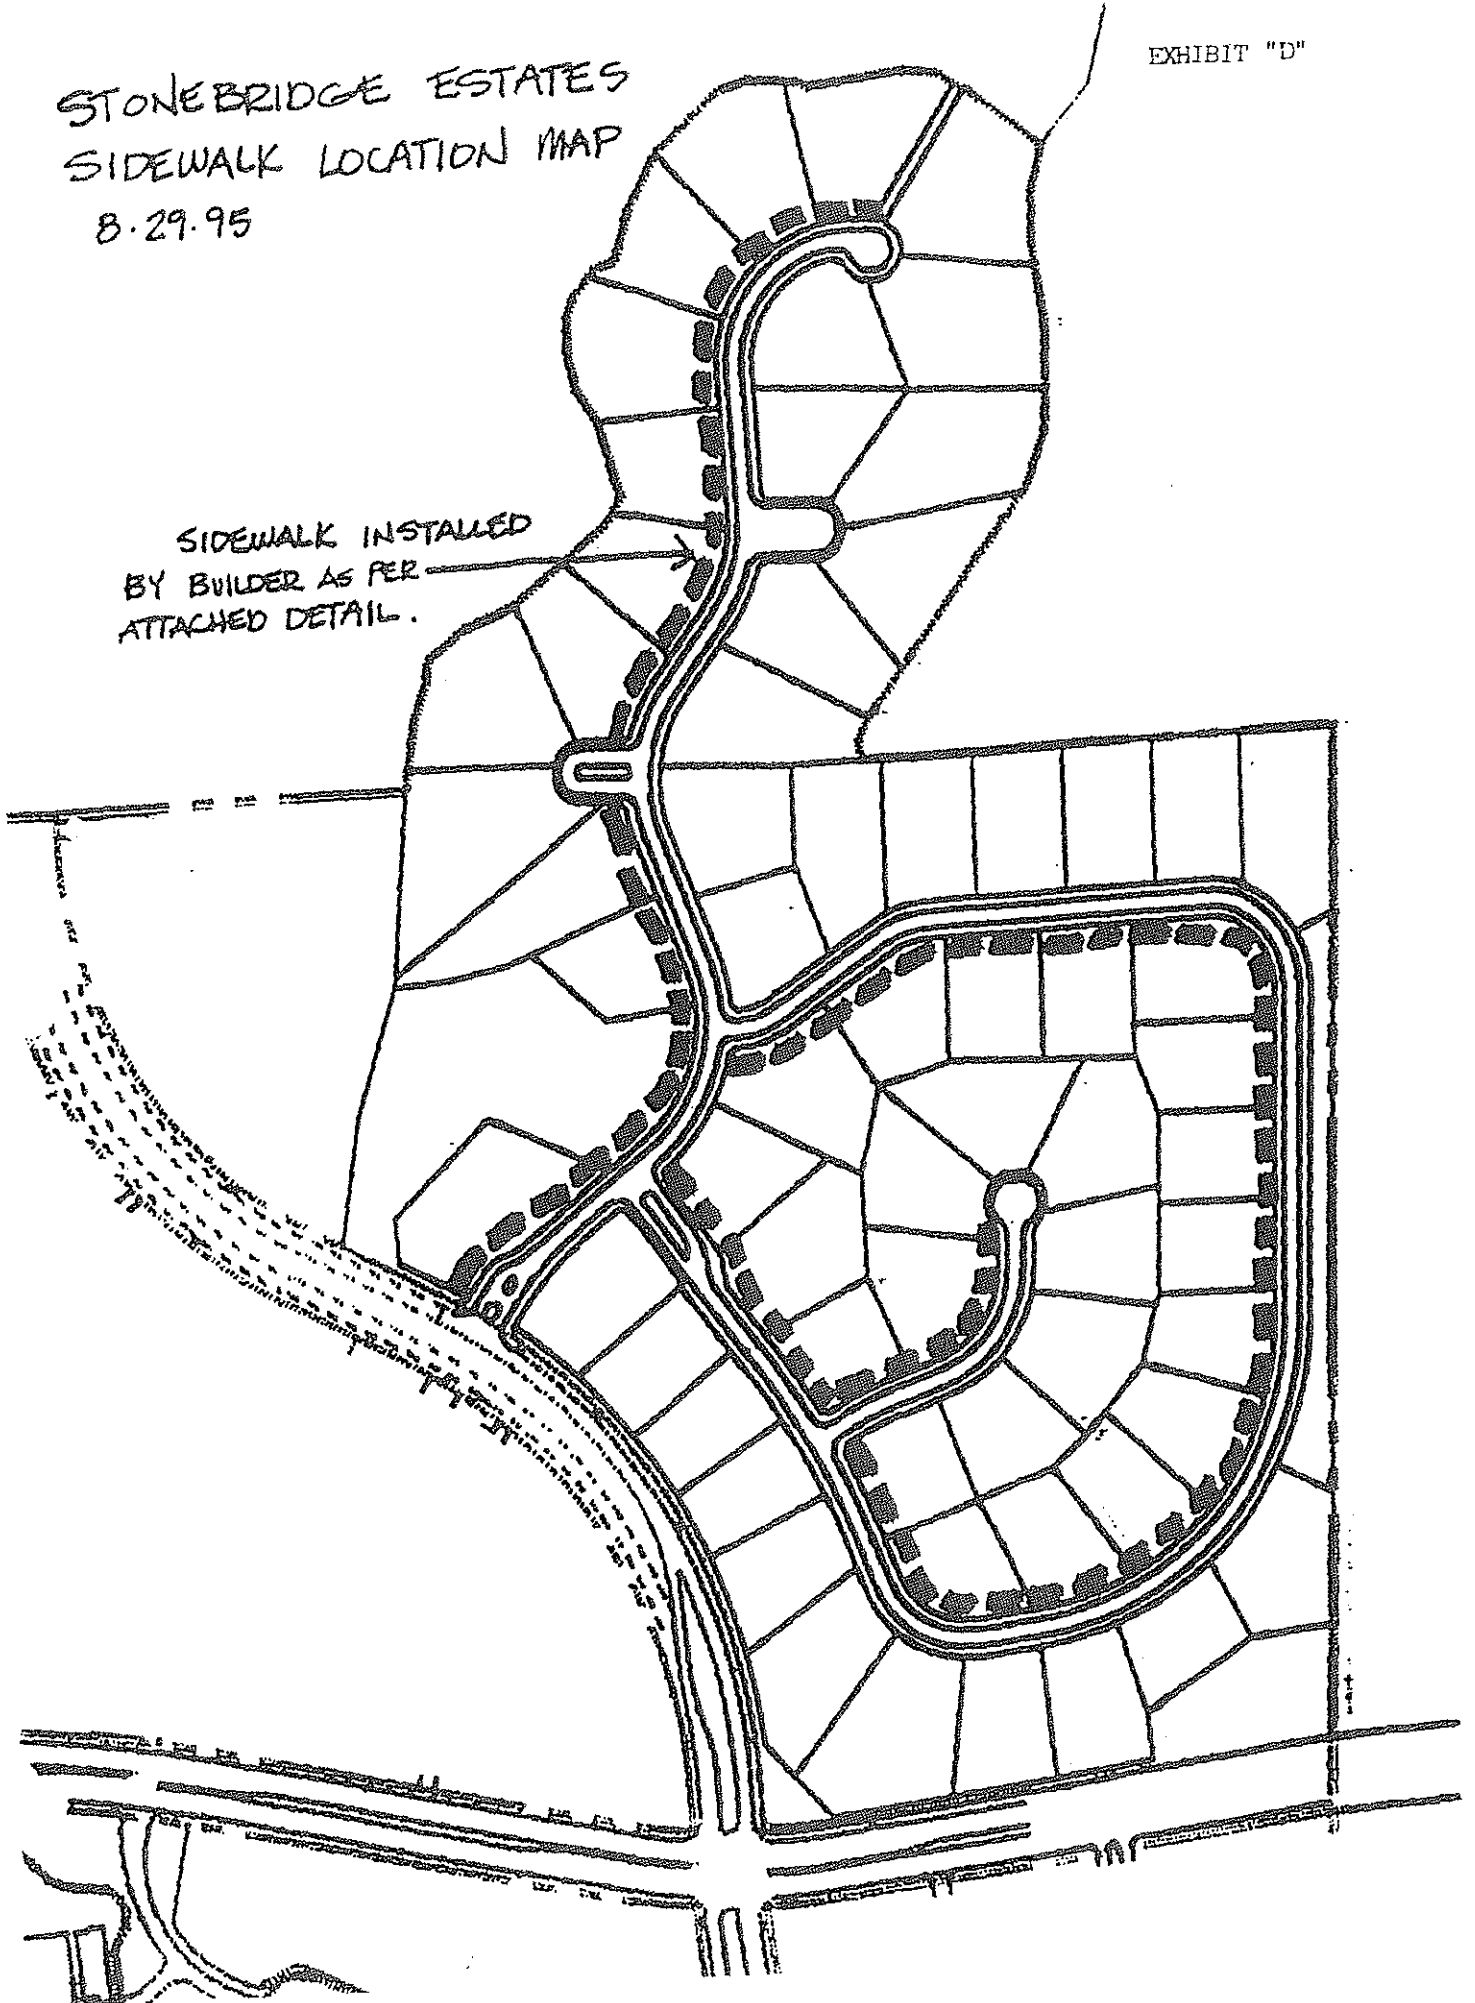 EXHIBIT "D"
STONEBRIDGE ESTATES
SIDEWALK LOCATION MAP
8.29.95
SIDEWALK INSTALLED
BY BUILDER AS PER
ATTACHED DETAIL.